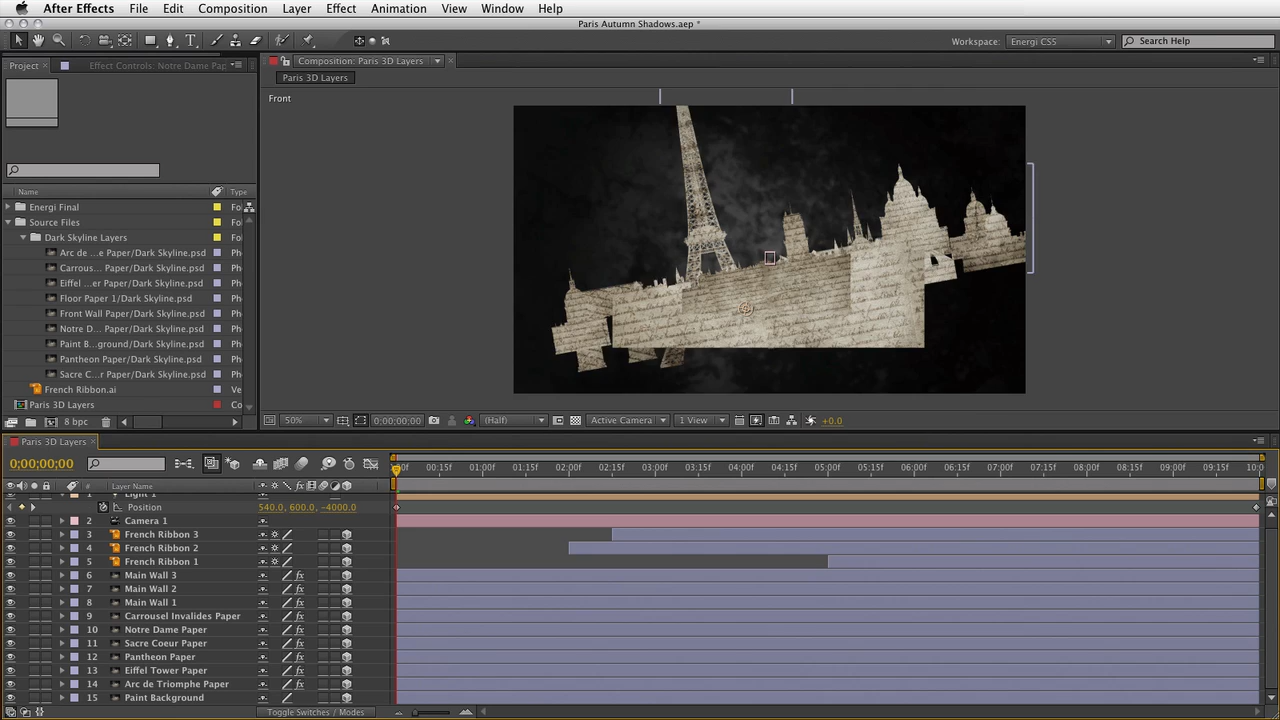 After Effects File Edit Composition Layer Effect Animation View Window Help
Paris Autumn Shadows.aep *
Workspace: Energi CSS Search Help
Project Effect Controls: Notre Dame Pap
Composition: Paris 3D Layers
Paris 3D Layers
Front
Name Type
Energi Final Fo
Source Files Fo
Dark Skyline Layers Fo
Arc de ...e Paper/Dark Skyline.psd Ph
Carrous... Paper/Dark Skyline.psd Ph
Eiffel ...er Paper/Dark Skyline.psd Ph
Floor Paper 1/Dark Skyline.psd Ph
Front Wall Paper/Dark Skyline.psd Ph
Notre D... Paper/Dark Skyline.psd Ph
Paint B...ground/Dark Skyline.psd Ph
Pantheon Paper/Dark Skyline.psd Ph
Sacre C...r Paper/Dark Skyline.psd Ph
French Ribbon.ai Ve
Paris 3D Layers Co
8 bpc
50% 0:00:00;00 (Half) Active Camera 1 View +0.0
Paris 3D Layers
0;00;00;00
:00f 00:15f 01:00f 01:15f 02:00f 02:15f 03:00f 03:15f 04:00f 04:15f 05:00f 05:15f 06:00f 06:15f 07:00f 07:15f 08:00f 08:15f 09:00f 09:15f 10:0
# Layer Name
1 Light 1
Position 540.0, 600.0, -4000.0
2 Camera 1
3 French Ribbon 3
4 French Ribbon 2
5 French Ribbon 1
6 Main Wall 3
7 Main Wall 2
8 Main Wall 1
9 Carrousel Invalides Paper
10 Notre Dame Paper
11 Sacre Coeur Paper
12 Pantheon Paper
13 Eiffel Tower Paper
14 Arc de Triomphe Paper
15 Paint Background
Toggle Switches / Modes